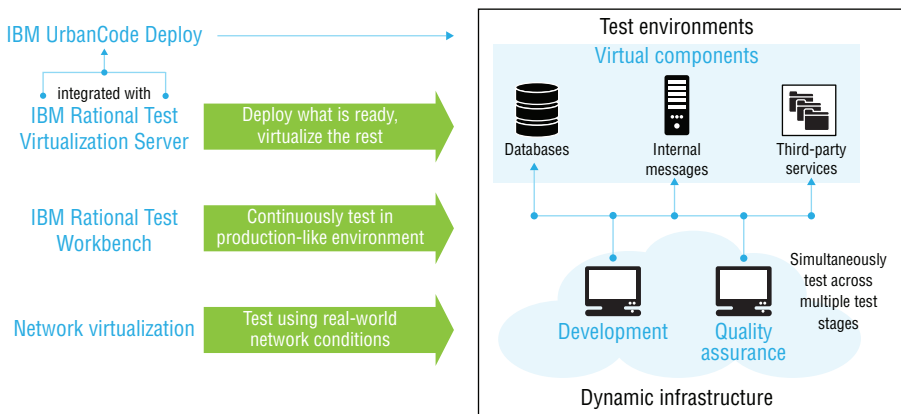 IBM UrbanCode Deploy
integrated with
IBM Rational Test
Virtualization Server
Deploy what is ready,
virtualize the rest
IBM Rational Test
Workbench
Continuously test in
production-like environment
Network virtualization
Test using real-world
network conditions
Test environments
Virtual components
Databases
Internal
messages
Third-party
services
Simultaneously
test across
multiple test
stages
Development
Quality
assurance
Dynamic infrastructure